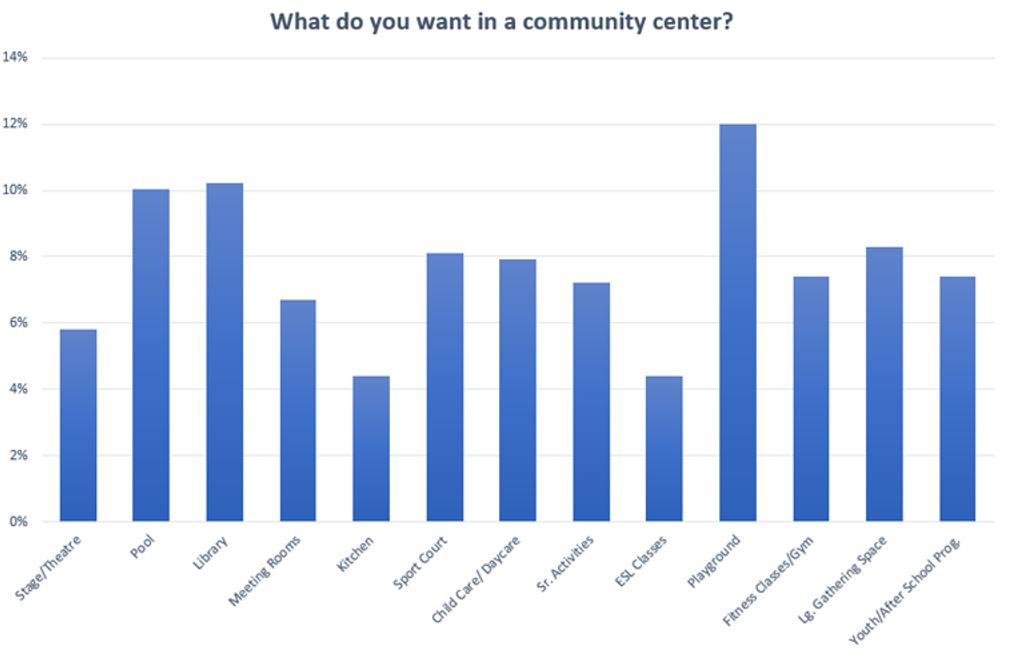 What do you want in a community center?
14%
12%
10%
8%
6%
4%
2%
0%
Stage/Theatre
Pool
Library
Meeting Rooms
Kitchen
Sport Court
Child Care/ Daycare
Sr. Activities
ESL Classes
Playground
Fitness Classes/Gym
Lg. Gathering Space
Youth/After School Prog.